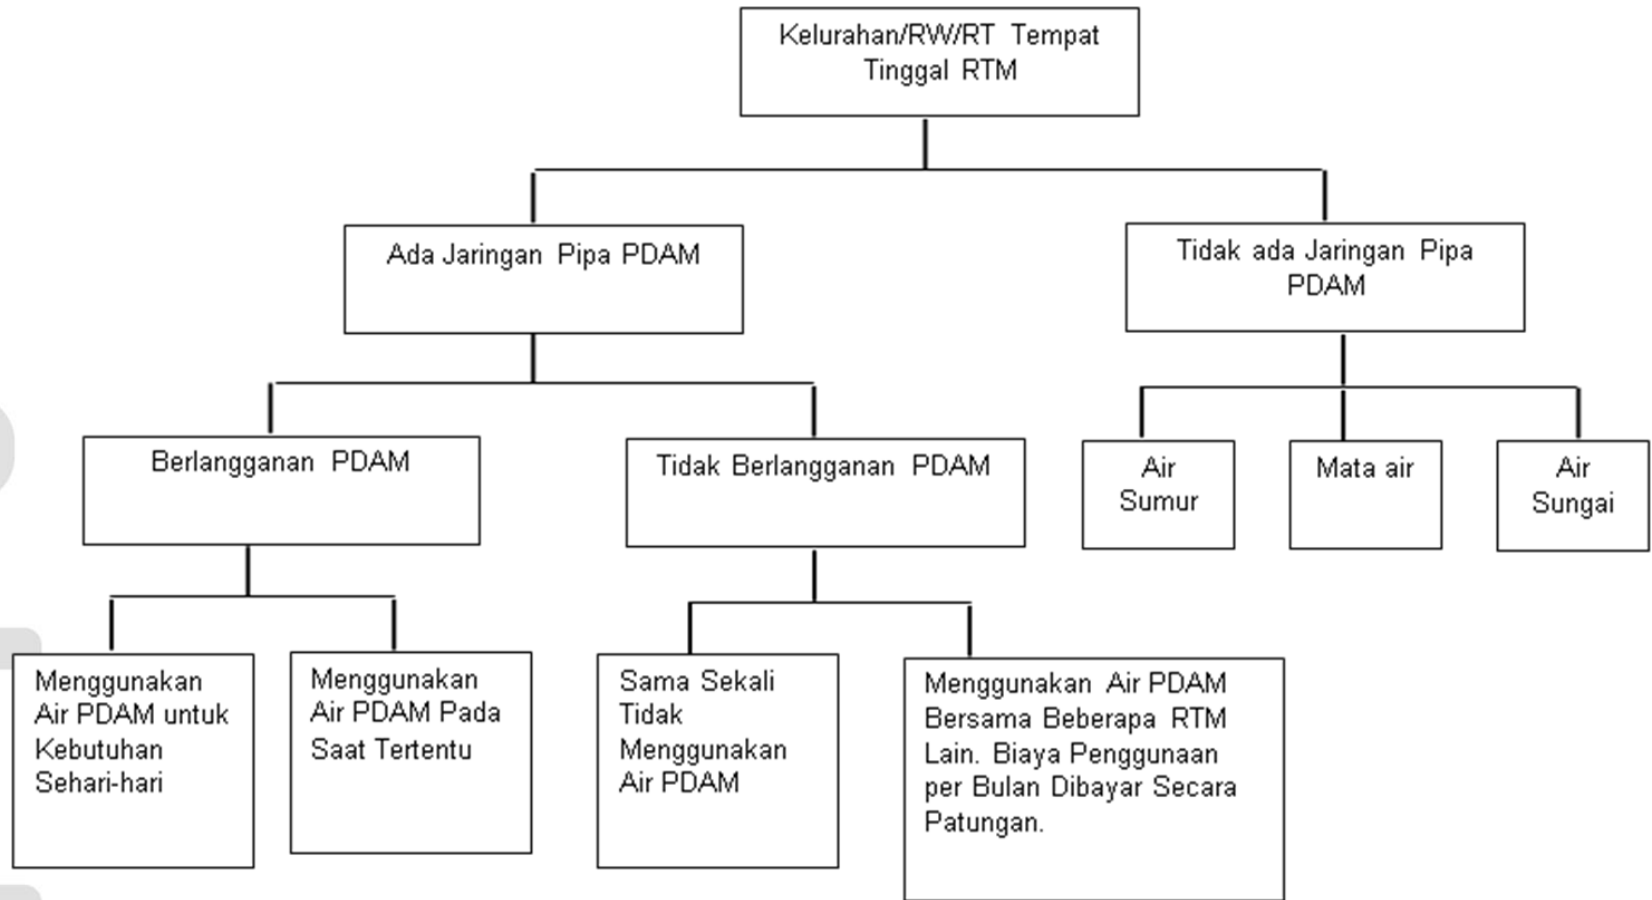 Kelurahan/RW/RT Tempat
Tinggal RTM
Ada Jaringan Pipa PDAM
Tidak ada Jaringan Pipa
PDAM
Berlangganan PDAM
Tidak Berlangganan PDAM
Air
Sumur
Mata air
Air
Sungai
Menggunakan
Air PDAM untuk
Kebutuhan
Sehari-hari
Menggunakan
Air PDAM Pada
Saat Tertentu
Sama Sekali
Tidak
Menggunakan
Air PDAM
Menggunakan Air PDAM
Bersama Beberapa RTM
Lain. Biaya Penggunaan
per Bulan Dibayar Secara
Patungan.